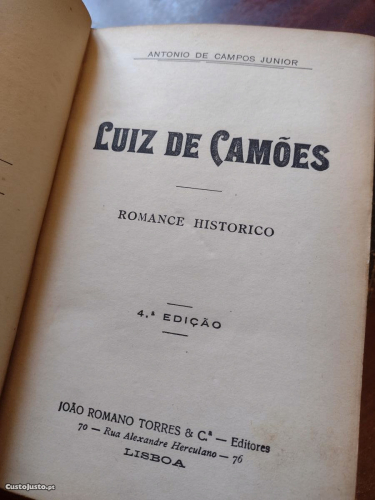 ANTONIO DE CAMPOS JUNIOR
LUIZ DE CAMÕES
ROMANCE HISTORICO
4.ª EDIÇÃO
JOÃO ROMANO TORRES & C.ª — Editores
70 — Rua Alexandre Herculano — 76
LISBOA
CustoJusto.pt